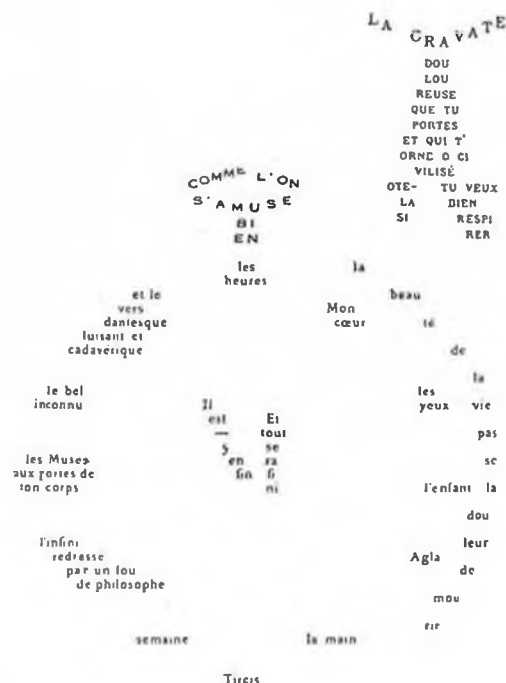 LA CRAVATE
DOU
LOU
REUSE
QUE TU
PORTES
ET QUI T'
ORNE O CI
VILISÉ
OTE- TU VEUX
LA BIEN
SI RESPI
RER
COMME L'ON
S'AMUSE
BI
EN
les
heures
la
beau
té
de
la
vie
pas
se
la
dou
leur
de
mou
rir
Mon
cœur
les
yeux
l'enfant
Agla
la main
Tircis
semaine
l'infini
redresse
par un fou
de philosophe
les Muses
aux portes de
ton corps
le bel
inconnu
et le
vers
dantesque
luisant et
cadavérique
Il
est
—
5
en
fin
Et
tout
se
ra
fi
ni